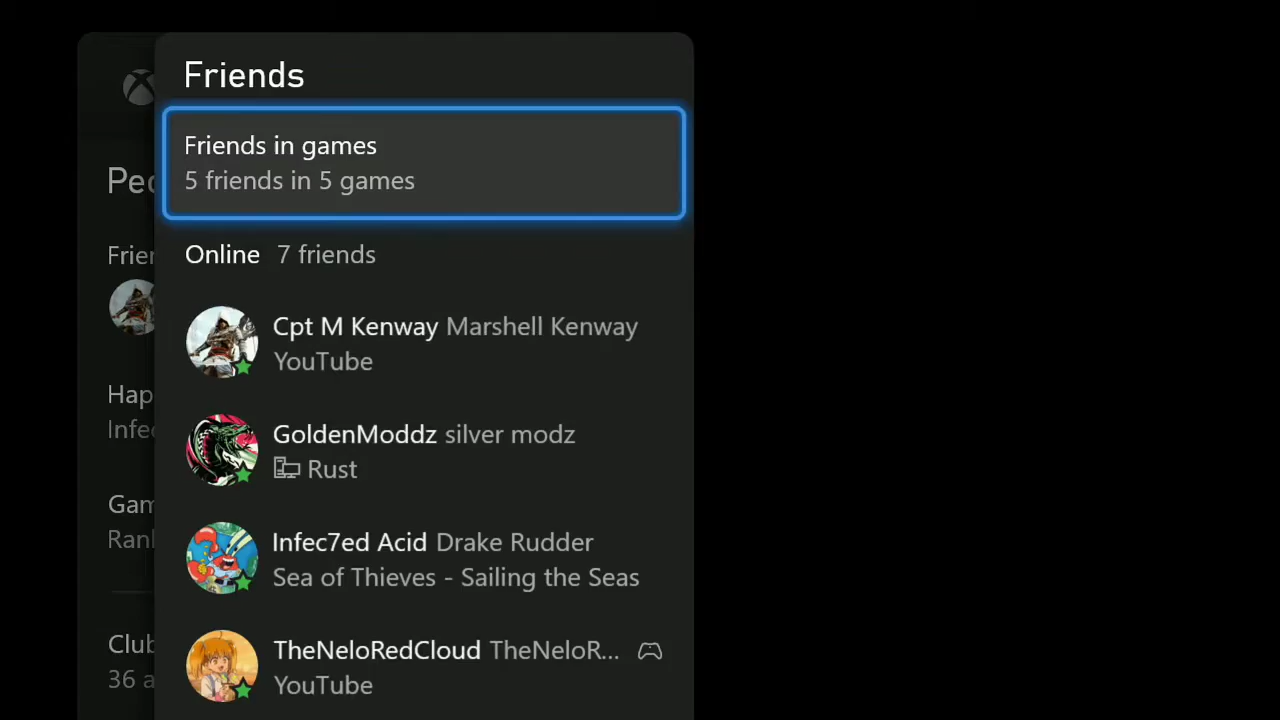 Friends
Friends in games
5 friends in 5 games
Online 7 friends
Cpt M Kenway Marshell Kenway
YouTube
GoldenModdz silver modz
Rust
Infec7ed Acid Drake Rudder
Sea of Thieves - Sailing the Seas
TheNeloRedCloud TheNeloR...
YouTube
36 a